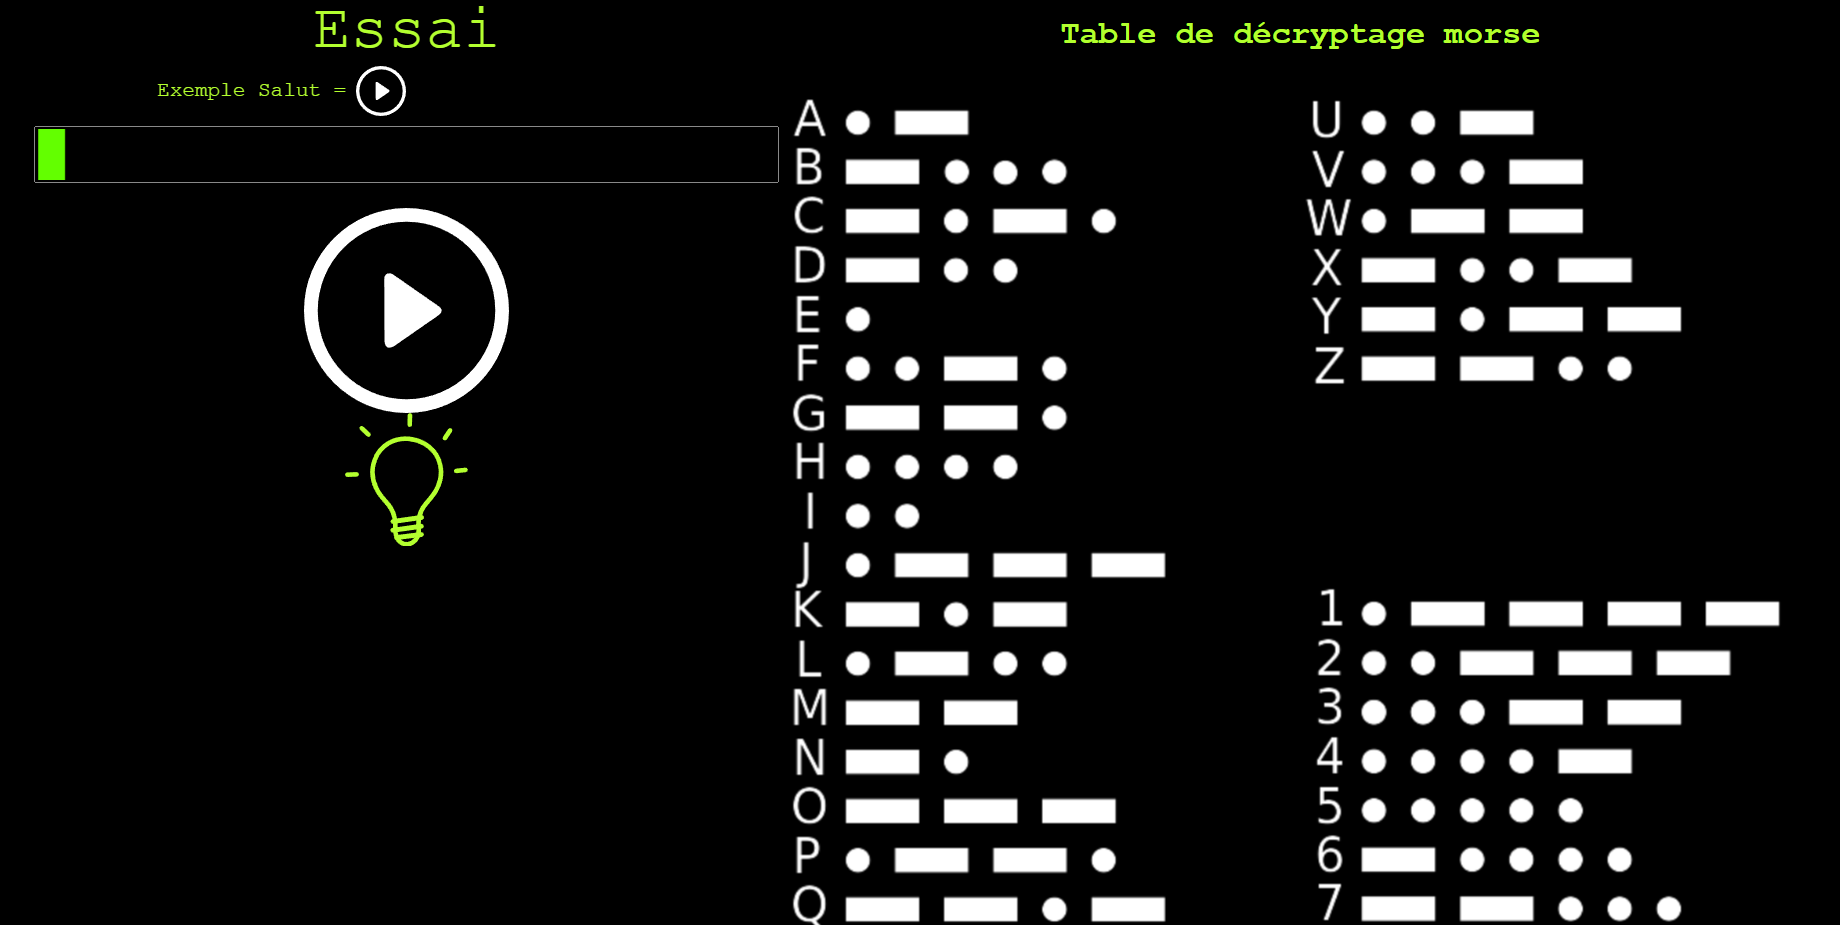 Essai
Exemple Salut =
Table de décryptage morse
A
B
C
D
E
F
G
H
I
J
K
L
M
N
O
P
Q
U
V
W
X
Y
Z
1
2
3
4
5
6
7